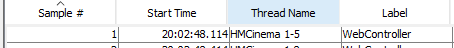 Sample # Start Time Thread Name Label
1 20:02:48.114 HMCinema 1-5 WebController